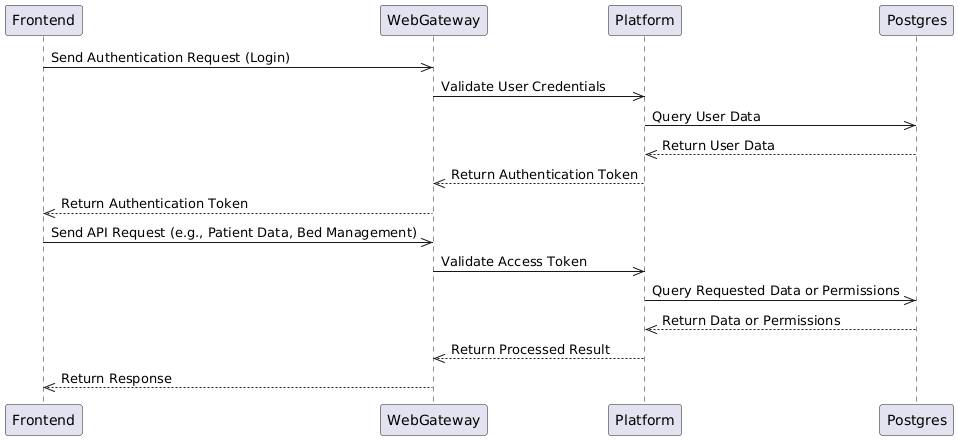 Frontend WebGateway Platform Postgres
Send Authentication Request (Login)
Validate User Credentials
Query User Data
Return User Data
Return Authentication Token
Return Authentication Token
Send API Request (e.g., Patient Data, Bed Management)
Validate Access Token
Query Requested Data or Permissions
Return Data or Permissions
Return Processed Result
Return Response
Frontend WebGateway Platform Postgres